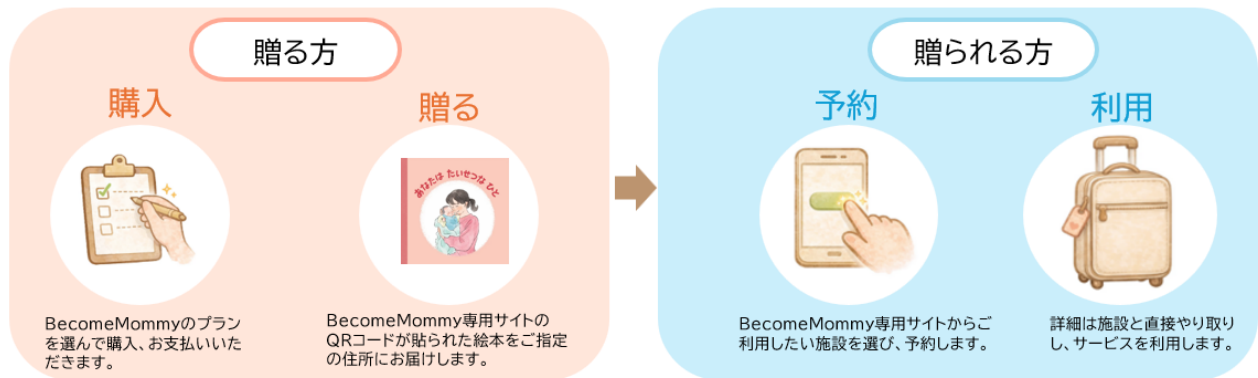 贈る方
購入
贈る
あなたは たいせつな ひと
BecomeMommyのプラン
を選んで購入、お支払いいた
だきます。
BecomeMommy専用サイトの
QRコードが貼られた絵本をご指定
の住所にお届けします。
贈られる方
予約
利用
BecomeMommy専用サイトからご
利用したい施設を選び、予約します。
詳細は施設と直接やり取り
し、サービスを利用します。